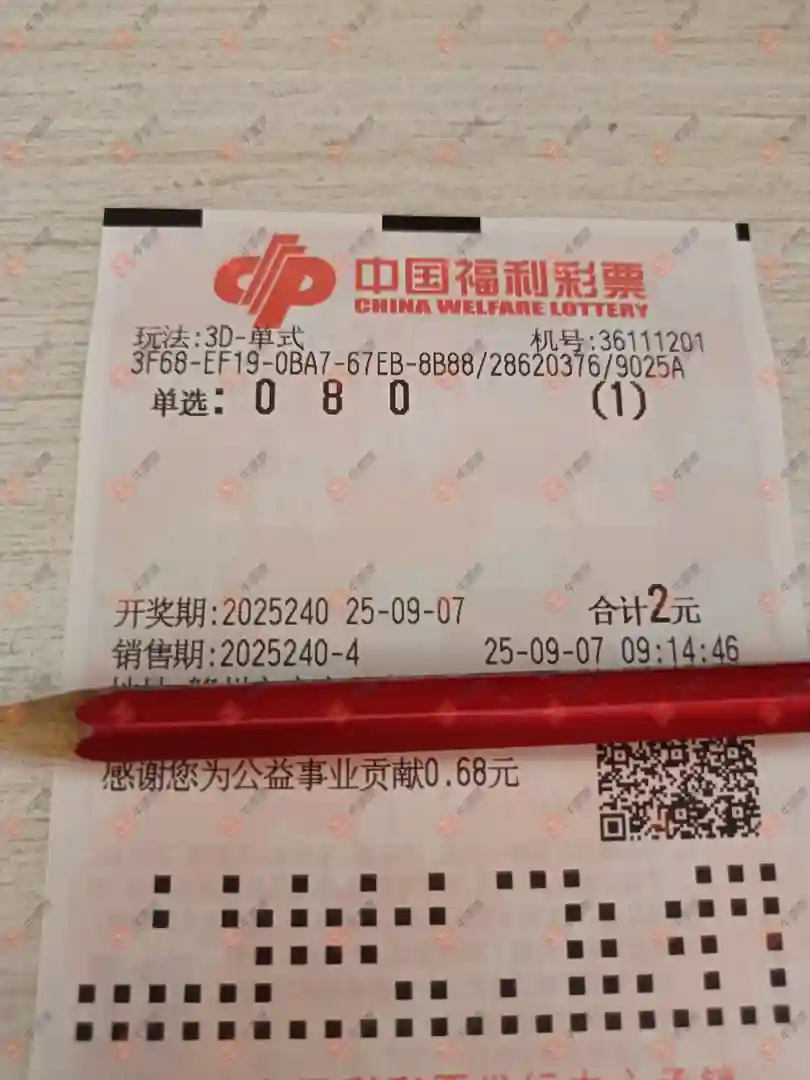 中国福利彩票
CHINA WELFARE LOTTERY
玩法:3D-单式 机号:36111201
3F68-EF19-0BA7-67EB-8B88/28620376/9025A
单选: 0 8 0 (1)
开奖期:2025240 25-09-07 合计2元
销售期:2025240-4 25-09-07 09:14:46
感谢您为公益事业贡献0.68元